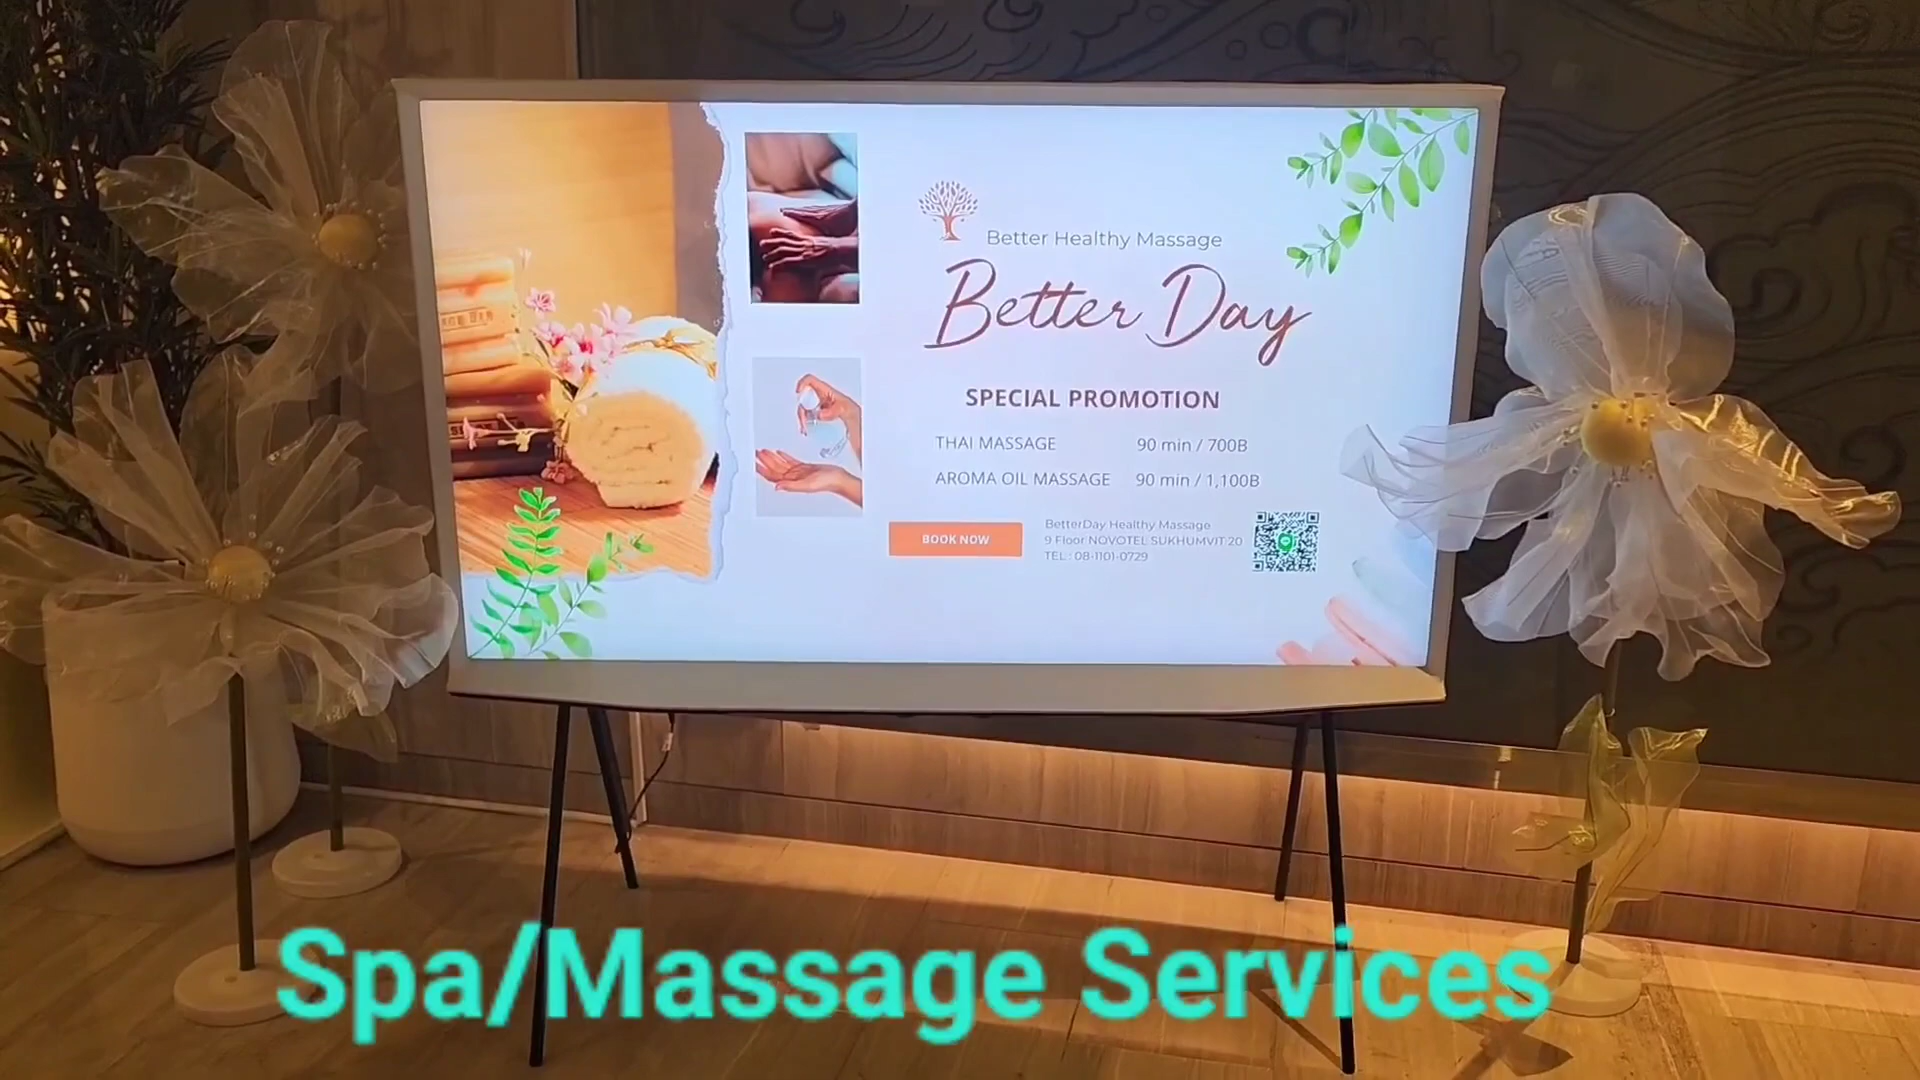 Better Healthy Massage
Better Day
SPECIAL PROMOTION
THAI MASSAGE 90 min / 700B
AROMA OIL MASSAGE 90 min / 1,100B
BOOK NOW
BetterDay Healthy Massage
9 Floor NOVOTEL SUKHUMVIT 20
TEL : 08-1101-0729
Spa/Massage Services